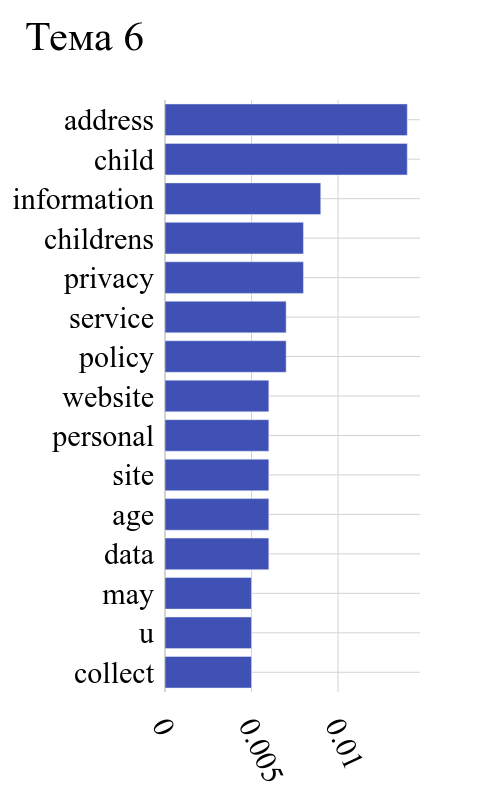 Тема 6
address
child
information
childrens
privacy
service
policy
website
personal
site
age
data
may
u
collect
0
0.005
0.01